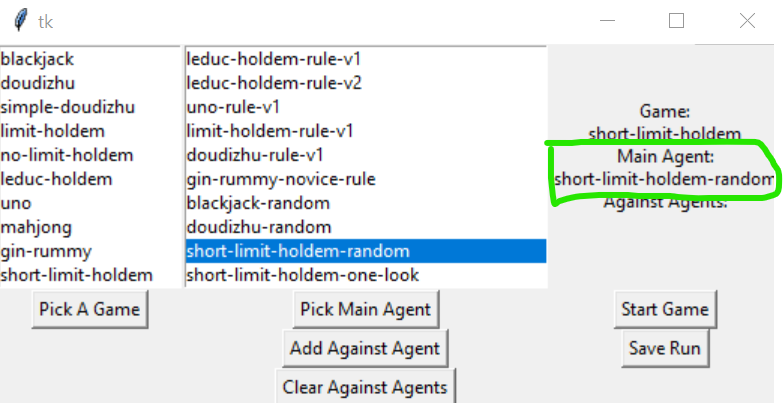 tk
blackjack
doudizhu
simple-doudizhu
limit-holdem
no-limit-holdem
leduc-holdem
uno
mahjong
gin-rummy
short-limit-holdem
leduc-holdem-rule-v1
leduc-holdem-rule-v2
uno-rule-v1
limit-holdem-rule-v1
doudizhu-rule-v1
gin-rummy-novice-rule
blackjack-random
doudizhu-random
short-limit-holdem-random
short-limit-holdem-one-look
Game:
short-limit-holdem
Main Agent:
short-limit-holdem-random
Against Agents:
Pick A Game
Pick Main Agent
Start Game
Add Against Agent
Save Run
Clear Against Agents